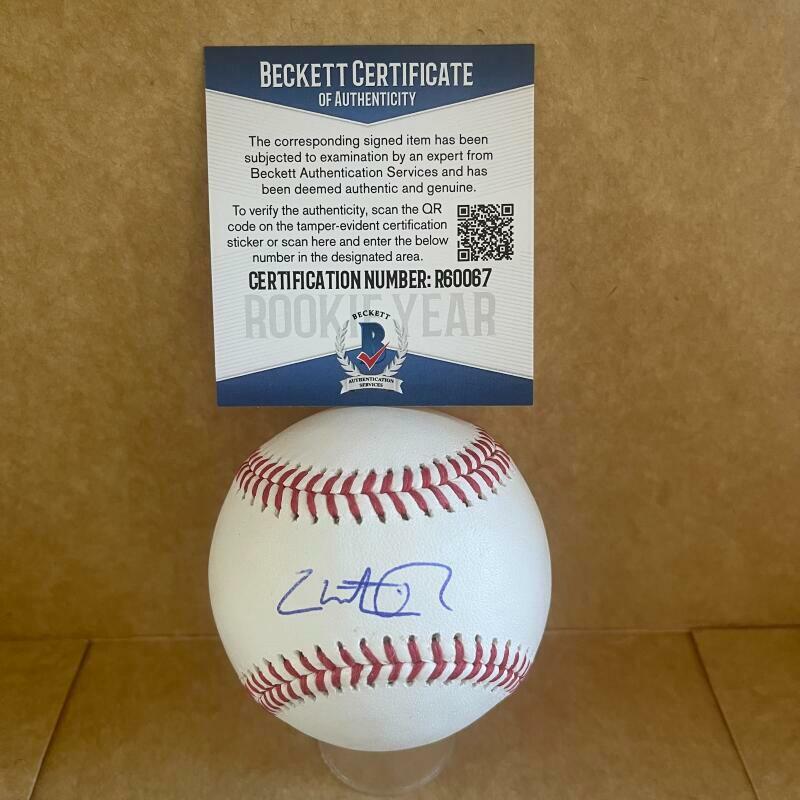 BECKETT CERTIFICATE
OF AUTHENTICITY
The corresponding signed item has been
subjected to examination by an expert from
Beckett Authentication Services and has
been deemed authentic and genuine.
To verify the authenticity, scan the QR
code on the tamper-evident certification
sticker or scan here and enter the below
number in the designated area.
CERTIFICATION NUMBER: R60067
ROOKIE YEAR
BECKETT
B
AUTHENTICATION
SERVICES